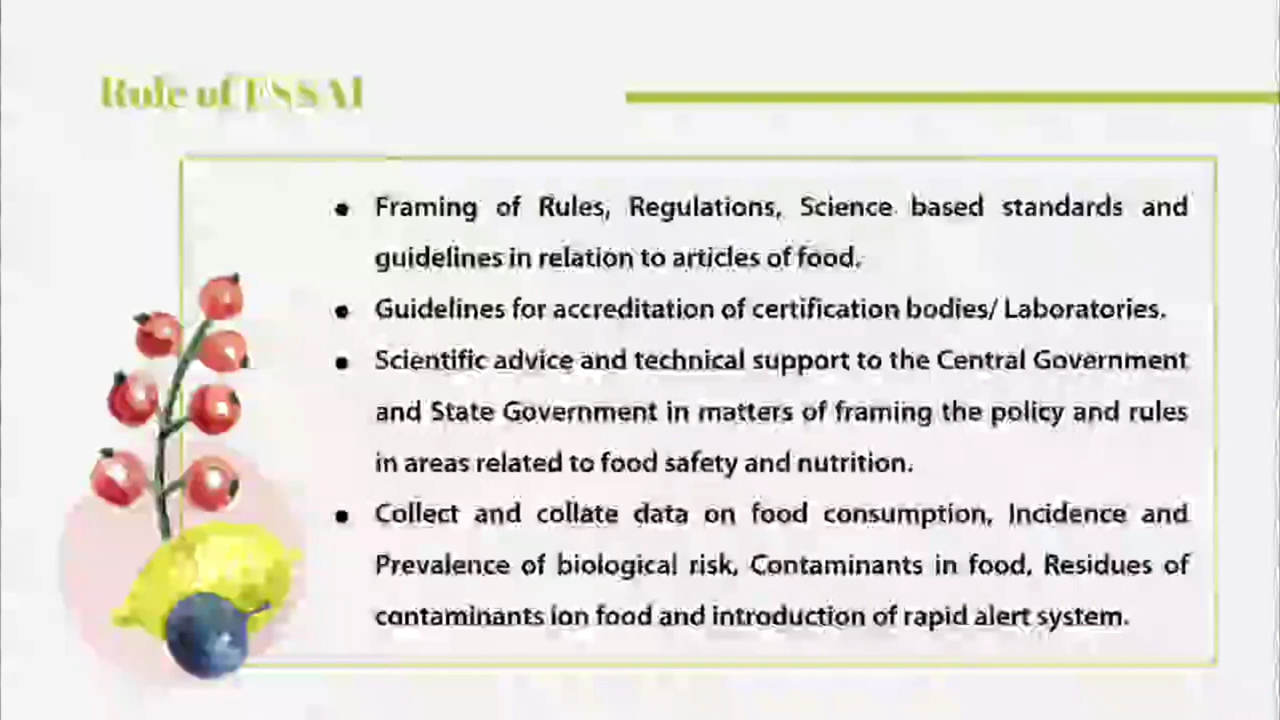 Role of FSSAI
• Framing of Rules, Regulations, Science based standards and
guidelines in relation to articles of food.
• Guidelines for accreditation of certification bodies/ Laboratories.
• Scientific advice and technical support to the Central Government
and State Government in matters of framing the policy and rules
in areas related to food safety and nutrition.
• Collect and collate data on food consumption, Incidence and
Prevalence of biological risk, Contaminants in food, Residues of
contaminants ion food and introduction of rapid alert system.